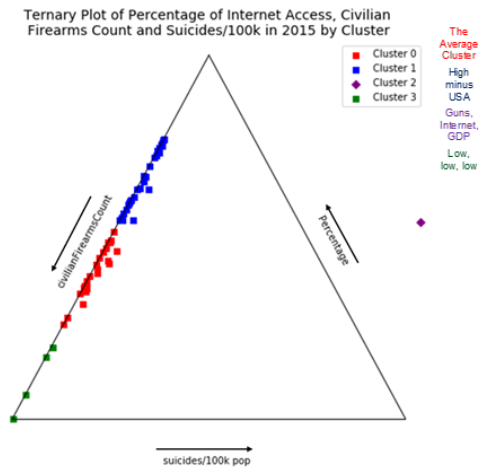 Ternary Plot of Percentage of Internet Access, Civilian
Firearms Count and Suicides/100k in 2015 by Cluster
Cluster 0
Cluster 1
Cluster 2
Cluster 3
The
Average
Cluster
High
minus
USA
Guns,
Internet,
GDP
Low,
low, low
civilianFirearmsCount
Percentage
suicides/100k pop